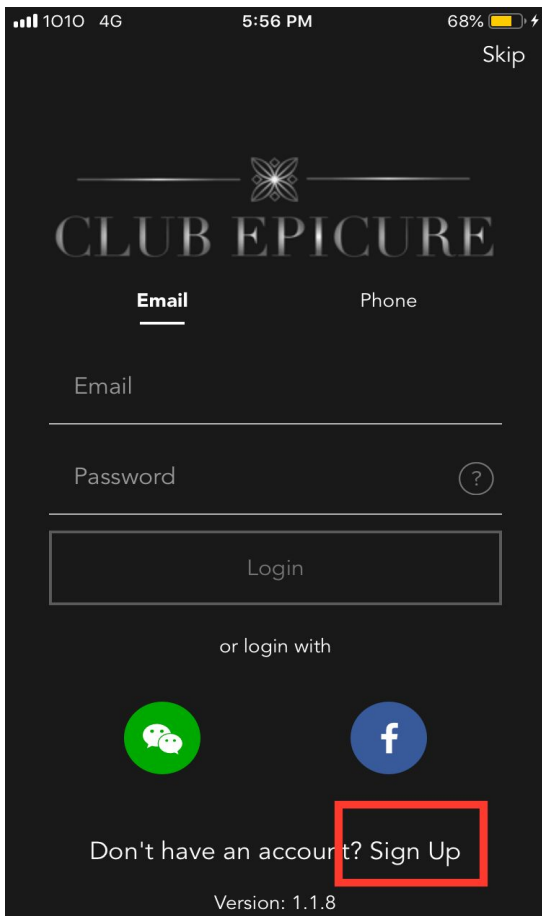 1O1O 4G 5:56 PM 68%
Skip
CLUB EPICURE
Email Phone
Email
Password ?
Login
or login with
f
Don't have an account? Sign Up
Version: 1.1.8